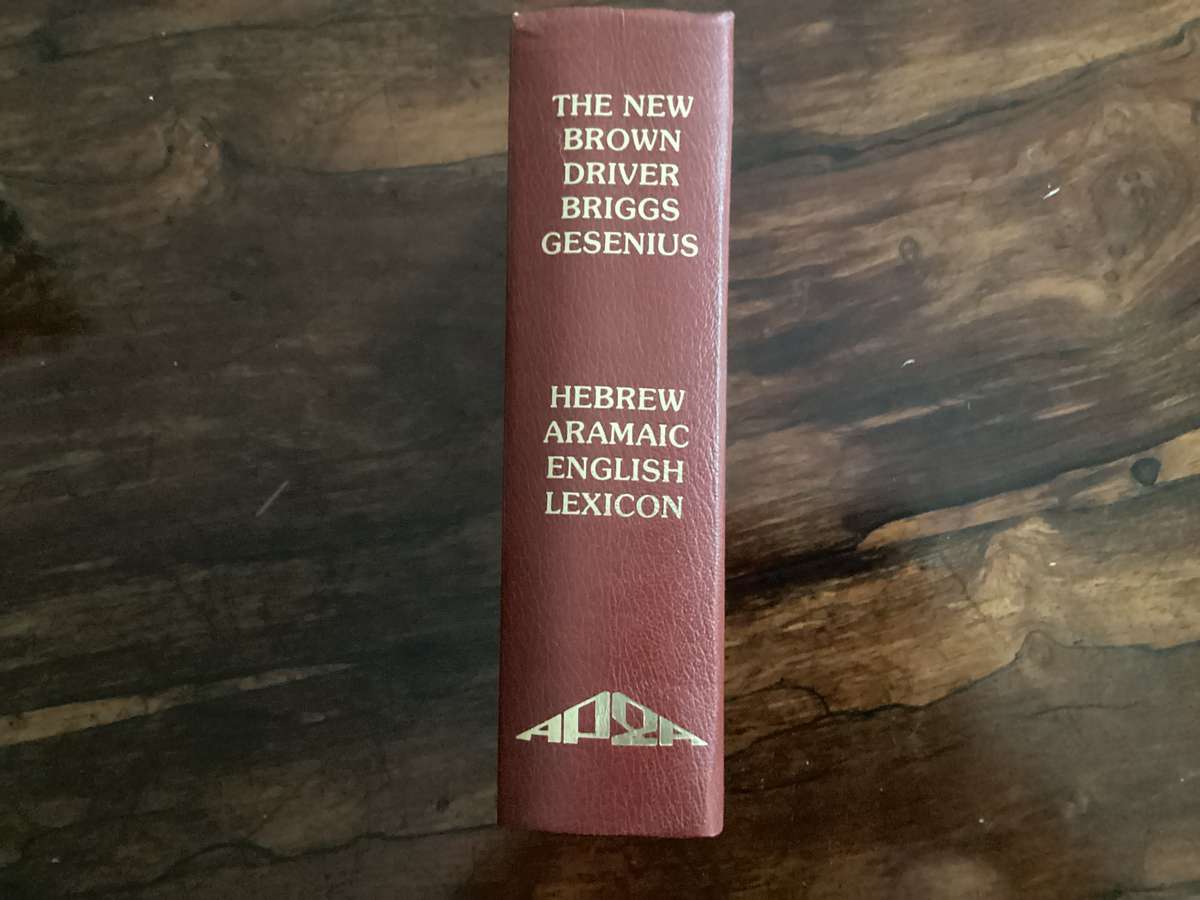 THE NEW
BROWN
DRIVER
BRIGGS
GESENIUS
HEBREW
ARAMAIC
ENGLISH
LEXICON